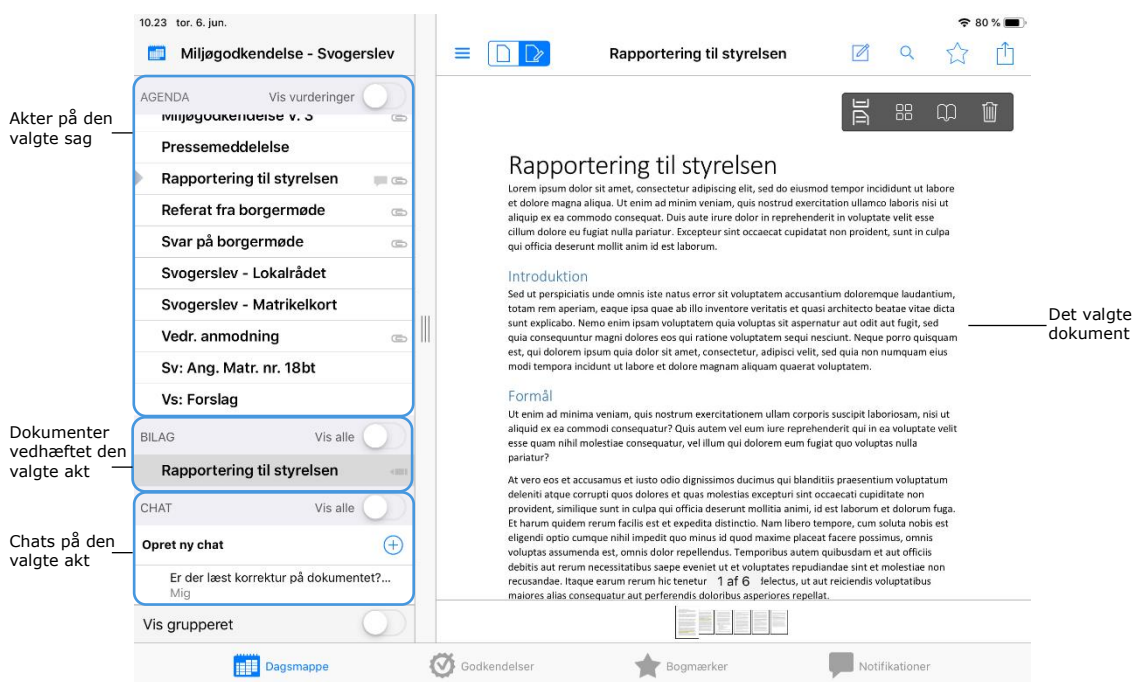 10.23 tor. 6. jun.
80 %
Miljøgodkendelse - Svogerslev
Rapportering til styrelsen
Akter på den
valgte sag
AGENDA Vis vurderinger
Miljøgodkendelse v. 3
Pressemeddelelse
Rapportering til styrelsen
Referat fra borgermøde
Svar på borgermøde
Svogerslev - Lokalrådet
Svogerslev - Matrikelkort
Vedr. anmodning
Sv: Ang. Matr. nr. 18bt
Vs: Forslag
Dokumenter
vedhæftet den
valgte akt
BILAG Vis alle
Rapportering til styrelsen
Chats på den
valgte akt
CHAT Vis alle
Opret ny chat
Er der læst korrektur på dokumentet?...
Mig
Vis grupperet
Rapportering til styrelsen
Lorem ipsum dolor sit amet, consectetur adipiscing elit, sed do eiusmod tempor incididunt ut labore
et dolore magna aliqua. Ut enim ad minim veniam, quis nostrud exercitation ullamco laboris nisi ut
aliquip ex ea commodo consequat. Duis aute irure dolor in reprehenderit in voluptate velit esse
cillum dolore eu fugiat nulla pariatur. Excepteur sint occaecat cupidatat non proident, sunt in culpa
qui officia deserunt mollit anim id est laborum.
Introduktion
Sed ut perspiciatis unde omnis iste natus error sit voluptatem accusantium doloremque laudantium,
totam rem aperiam, eaque ipsa quae ab illo inventore veritatis et quasi architecto beatae vitae dicta
sunt explicabo. Nemo enim ipsam voluptatem quia voluptas sit aspernatur aut odit aut fugit, sed
quia consequuntur magni dolores eos qui ratione voluptatem sequi nesciunt. Neque porro quisquam
est, qui dolorem ipsum quia dolor sit amet, consectetur, adipisci velit, sed quia non numquam eius
modi tempora incidunt ut labore et dolore magnam aliquam quaerat voluptatem.
Formål
Ut enim ad minima veniam, quis nostrum exercitationem ullam corporis suscipit laboriosam, nisi ut
aliquid ex ea commodi consequatur? Quis autem vel eum iure reprehenderit qui in ea voluptate velit
esse quam nihil molestiae consequatur, vel illum qui dolorem eum fugiat quo voluptas nulla
pariatur?
At vero eos et accusamus et iusto odio dignissimos ducimus qui blanditiis praesentium voluptatum
deleniti atque corrupti quos dolores et quas molestias excepturi sint occaecati cupiditate non
provident, similique sunt in culpa qui officia deserunt mollitia animi, id est laborum et dolorum fuga.
Et harum quidem rerum facilis est et expedita distinctio. Nam libero tempore, cum soluta nobis est
eligendi optio cumque nihil impedit quo minus id quod maxime placeat facere possimus, omnis
voluptas assumenda est, omnis dolor repellendus. Temporibus autem quibusdam et aut officiis
debitis aut rerum necessitatibus saepe eveniet ut et voluptates repudiandae sint et molestiae non
recusandae. Itaque earum rerum hic tenetur 1 af 6 delectus, ut aut reiciendis voluptatibus
maiores alias consequatur aut perferendis doloribus asperiores repellat.
Det valgte
dokument
Dagsmappe
Godkendelser
Bogmærker
Notifikationer